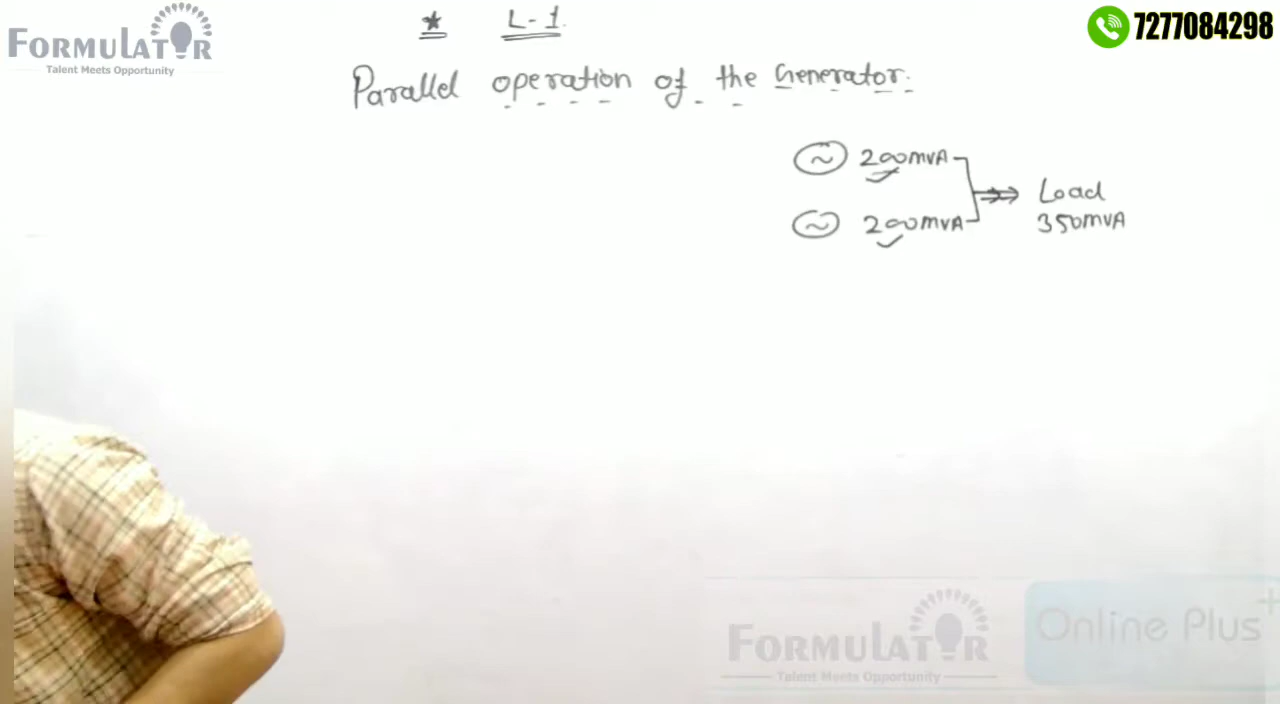 FORMULATOR
Talent Meets Opportunity
7277084298
* L-1.
Parallel operation of the Generator.
~ 200mVA
~ 200mVA
Load
350mVA
FORMULATOR
Talent Meets Opportunity
Online Plus+